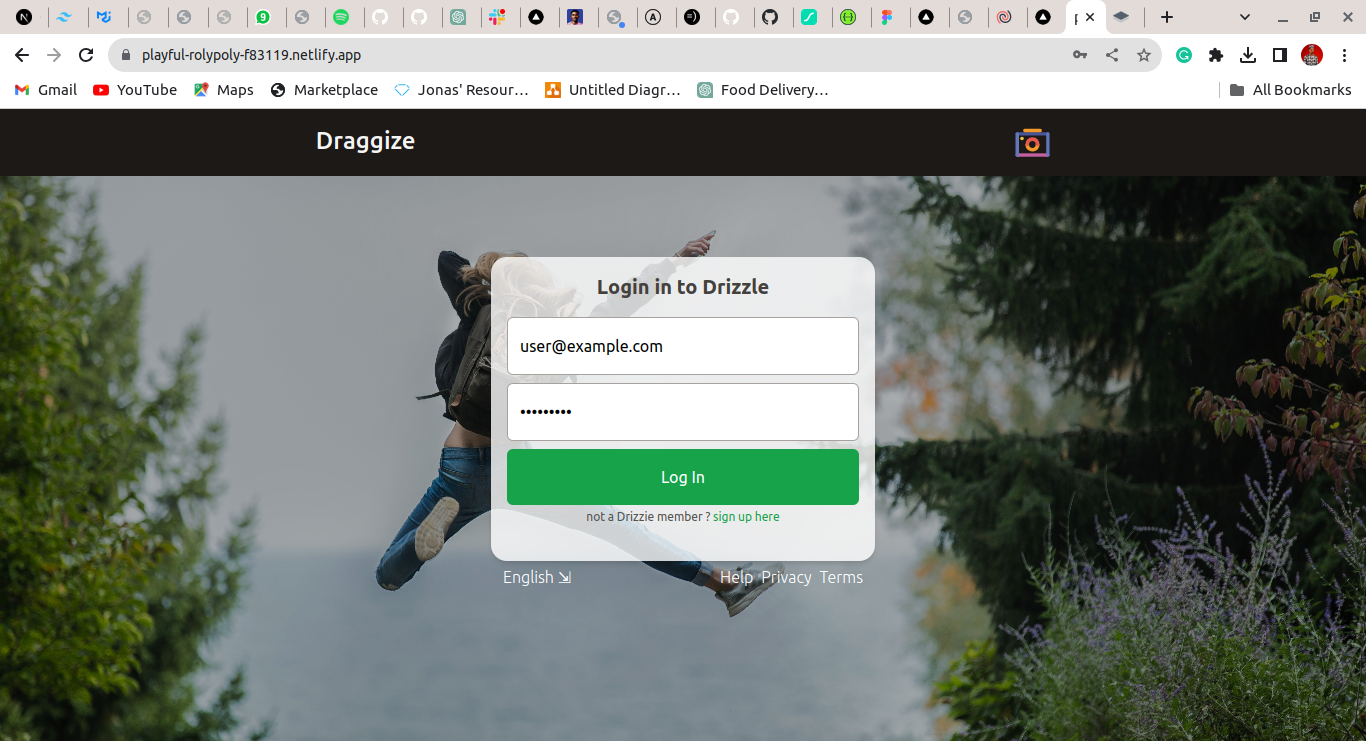 playful-rolypoly-f83119.netlify.app
Gmail YouTube Maps Marketplace Jonas' Resour... Untitled Diagr... Food Delivery... All Bookmarks
Draggize
Login in to Drizzle
user@example.com
•••••••••
Log In
not a Drizzie member ? sign up here
English ⇲ Help Privacy Terms